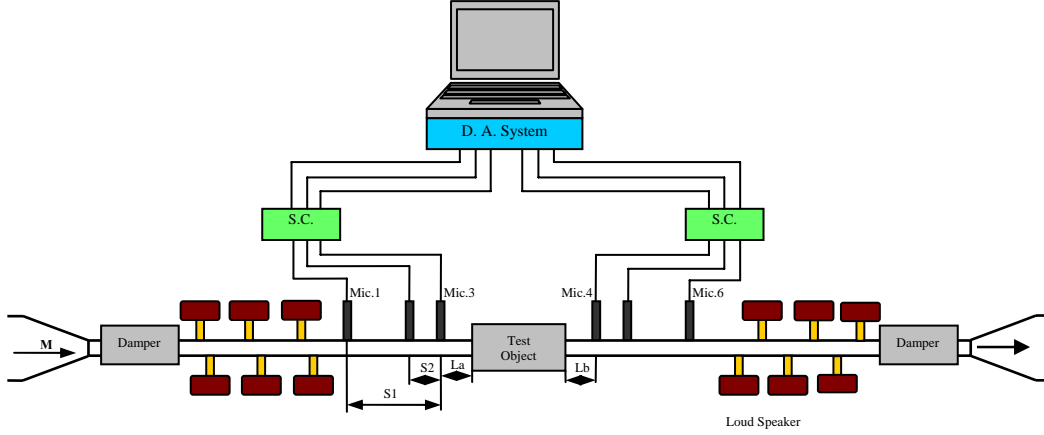 D. A. System
S.C.
S.C.
Mic.1
Mic.3
Mic.4
Mic.6
M
Damper
Test
Object
Damper
S2
La
Lb
S1
Loud Speaker